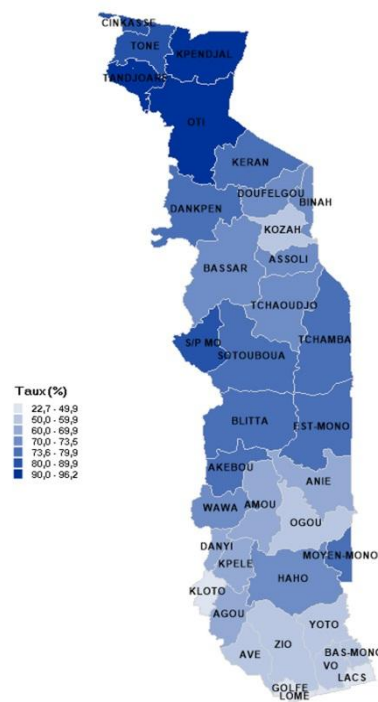 CINKASSE
TONE
KPENDJAL
TANDJOARE
OTI
KERAN
DOUFELGOU
BINAH
DANKPEN
KOZAH
ASSOLI
BASSAR
TCHAOUDJO
TCHAMBA
S/P MO
SOTOUBOUA
Taux (%)
22,7 - 49,9
50,0 - 59,9
60,0 - 69,9
70,0 - 73,5
73,6 - 79,9
80,0 - 89,9
90,0 - 96,2
BLITTA
EST-MONO
AKEBOU
ANIE
WAWA
AMOU
OGOU
DANYI
MOYEN-MONO
KPELE
HAHO
KLOTO
AGOU
YOTO
ZIO
AVE
BAS-MONO
VO
LACS
GOLFE
LOME